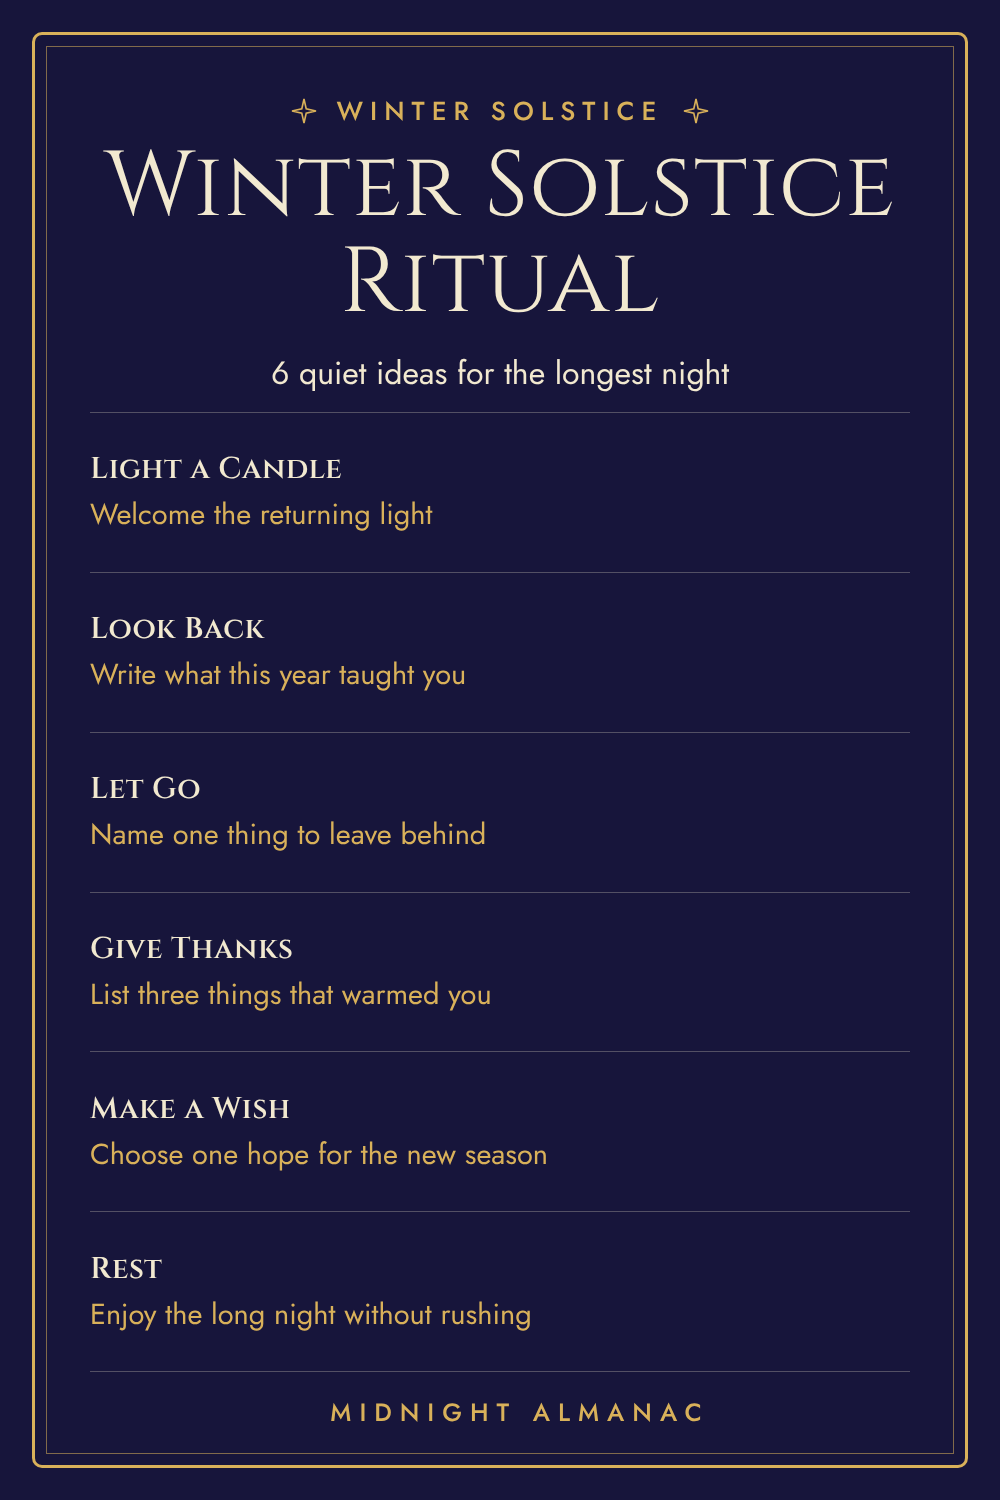 WINTER SOLSTICE
Winter Solstice
Ritual
6 quiet ideas for the longest night
Light a Candle
Welcome the returning light
Look Back
Write what this year taught you
Let Go
Name one thing to leave behind
Give Thanks
List three things that warmed you
Make a Wish
Choose one hope for the new season
Rest
Enjoy the long night without rushing
MIDNIGHT ALMANAC